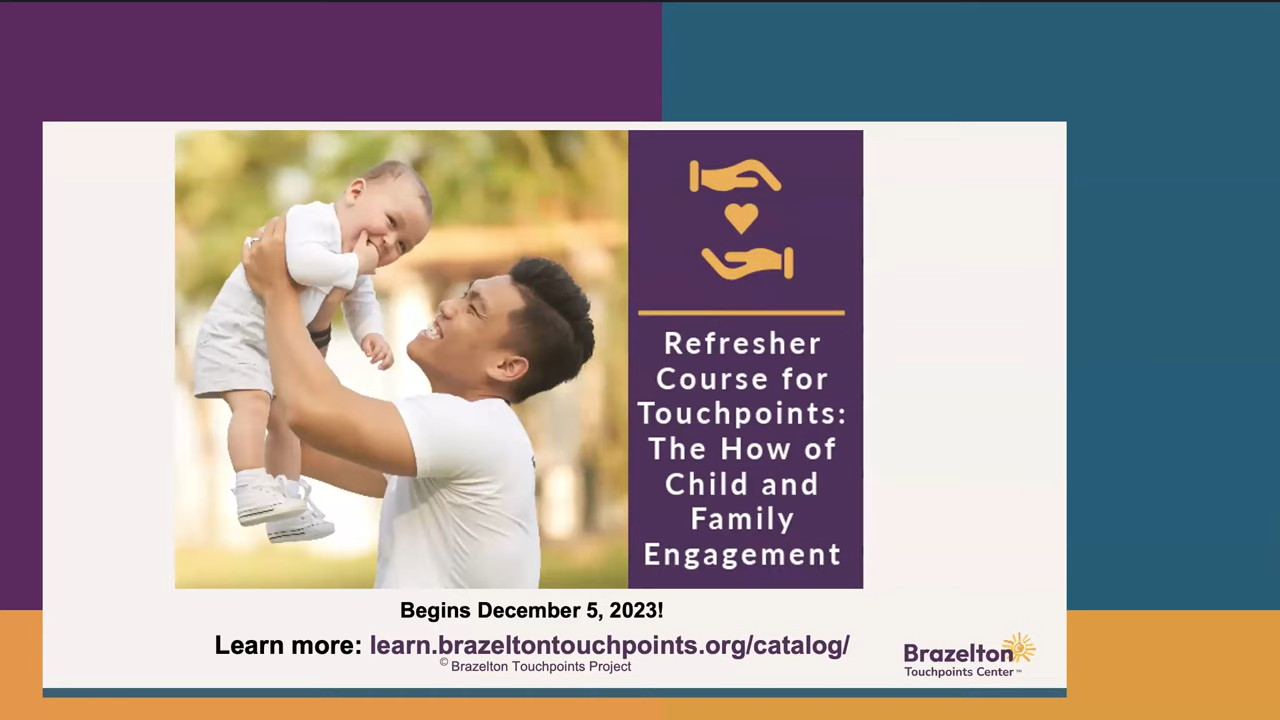 Refresher
Course for
Touchpoints:
The How of
Child and
Family
Engagement
Begins December 5, 2023!
Learn more: learn.brazeltontouchpoints.org/catalog/
© Brazelton Touchpoints Project
Brazelton
Touchpoints Center™